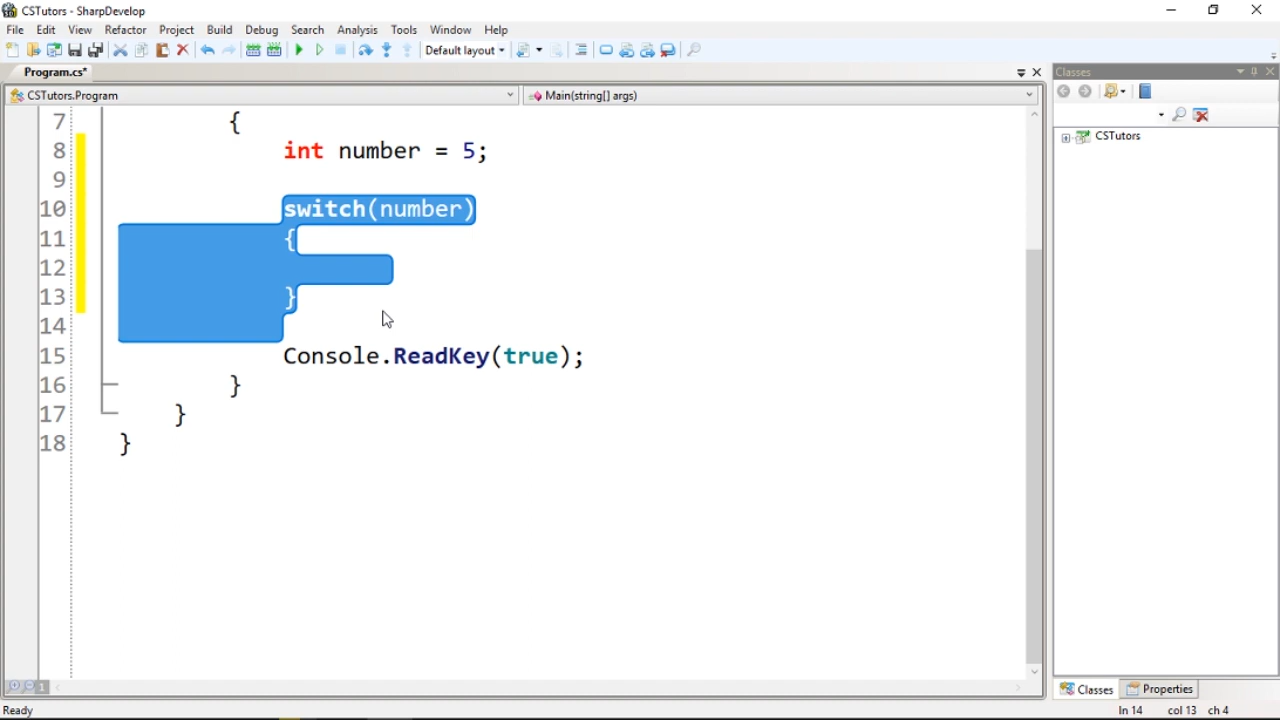 CSTutors - SharpDevelop
File Edit View Refactor Project Build Debug Search Analysis Tools Window Help
Default layout
Program.cs*
Classes
CSTutors.Program
Main(string[] args)
CSTutors
7 {
8 int number = 5;
9
10 switch(number)
11 {
12
13 }
14
15 Console.ReadKey(true);
16 }
17 }
18 }
1
Classes Properties
Ready ln 14 col 13 ch 4